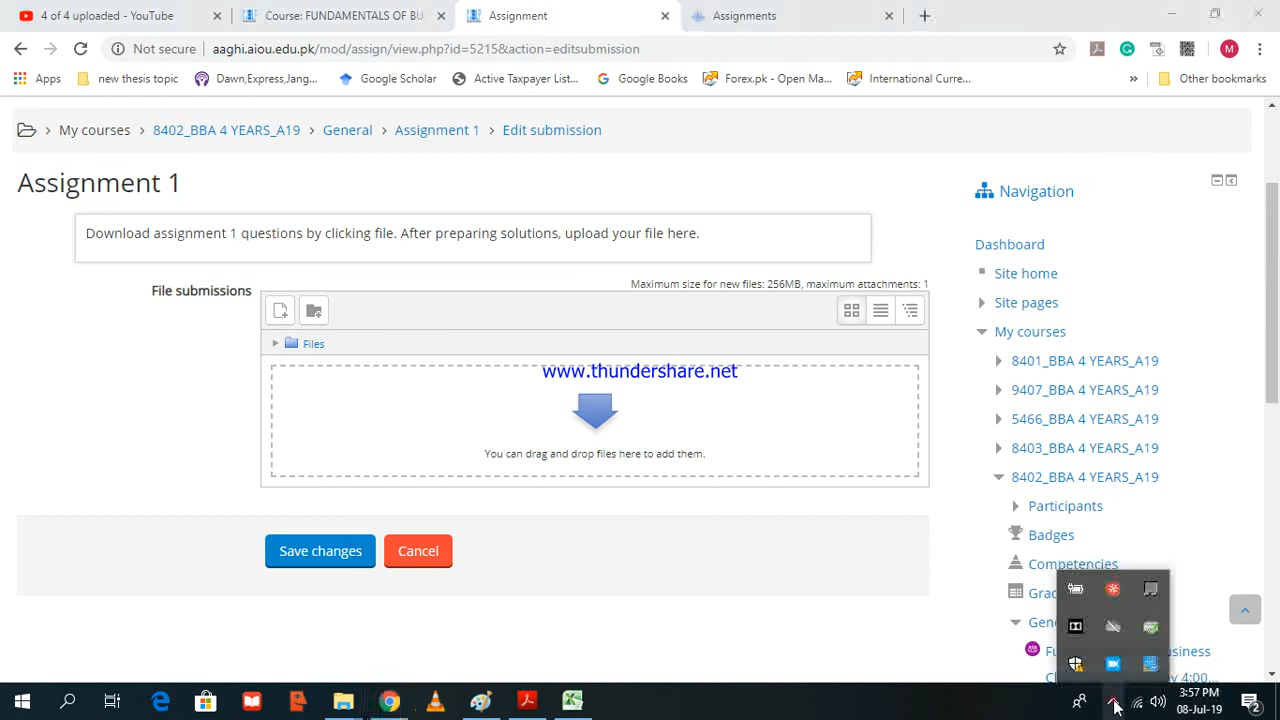 4 of 4 uploaded - YouTube
Course: FUNDAMENTALS OF BU
Assignment
Assignments
Not secure
aaghi.aiou.edu.pk/mod/assign/view.php?id=5215&action=editsubmission
M
Apps
new thesis topic
Dawn,Express,Jang,...
Google Scholar
Active Taxpayer List...
Google Books
Forex.pk - Open Ma...
International Curre...
»
Other bookmarks
My courses
8402_BBA 4 YEARS_A19
General
Assignment 1
Edit submission
Assignment 1
Download assignment 1 questions by clicking file. After preparing solutions, upload your file here.
Maximum size for new files: 256MB, maximum attachments: 1
File submissions
Files
www.thundershare.net
You can drag and drop files here to add them.
Save changes
Cancel
Navigation
Dashboard
Site home
Site pages
My courses
8401_BBA 4 YEARS_A19
9407_BBA 4 YEARS_A19
5466_BBA 4 YEARS_A19
8403_BBA 4 YEARS_A19
8402_BBA 4 YEARS_A19
Participants
Badges
Competencies
3:57 PM
08-Jul-19
2